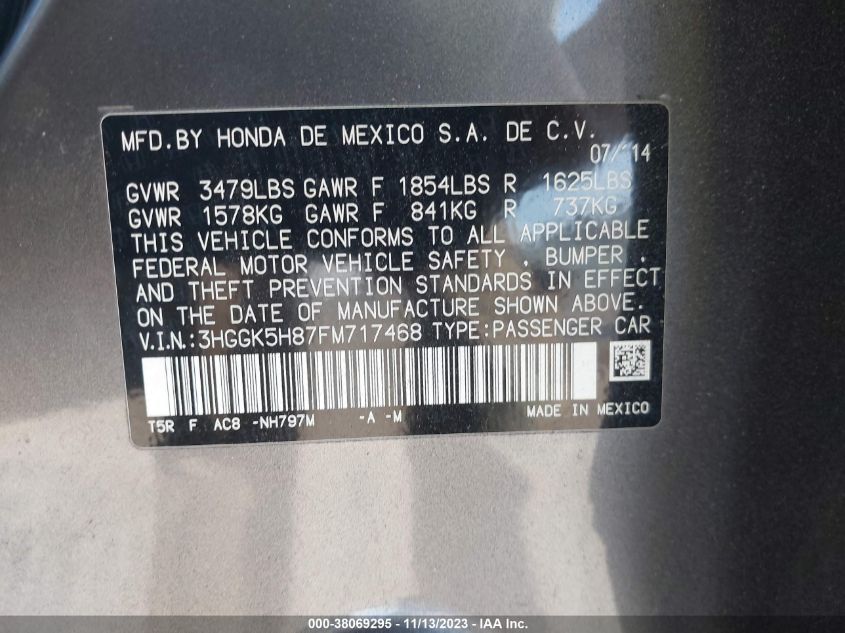 MFD.BY HONDA DE MEXICO S.A. DE C.V.
07/14
GVWR 3479LBS GAWR F 1854LBS R 1625LBS
GVWR 1578KG GAWR F 841KG R 737KG
THIS VEHICLE CONFORMS TO ALL APPLICABLE
FEDERAL MOTOR VEHICLE SAFETY , BUMPER ,
AND THEFT PREVENTION STANDARDS IN EFFECT
ON THE DATE OF MANUFACTURE SHOWN ABOVE.
V.I.N.:3HGGK5H87FM717468 TYPE:PASSENGER CAR
T5R F AC8 -NH797M -A -M MADE IN MEXICO
000-38069295 - 11/13/2023 - IAAI.COM